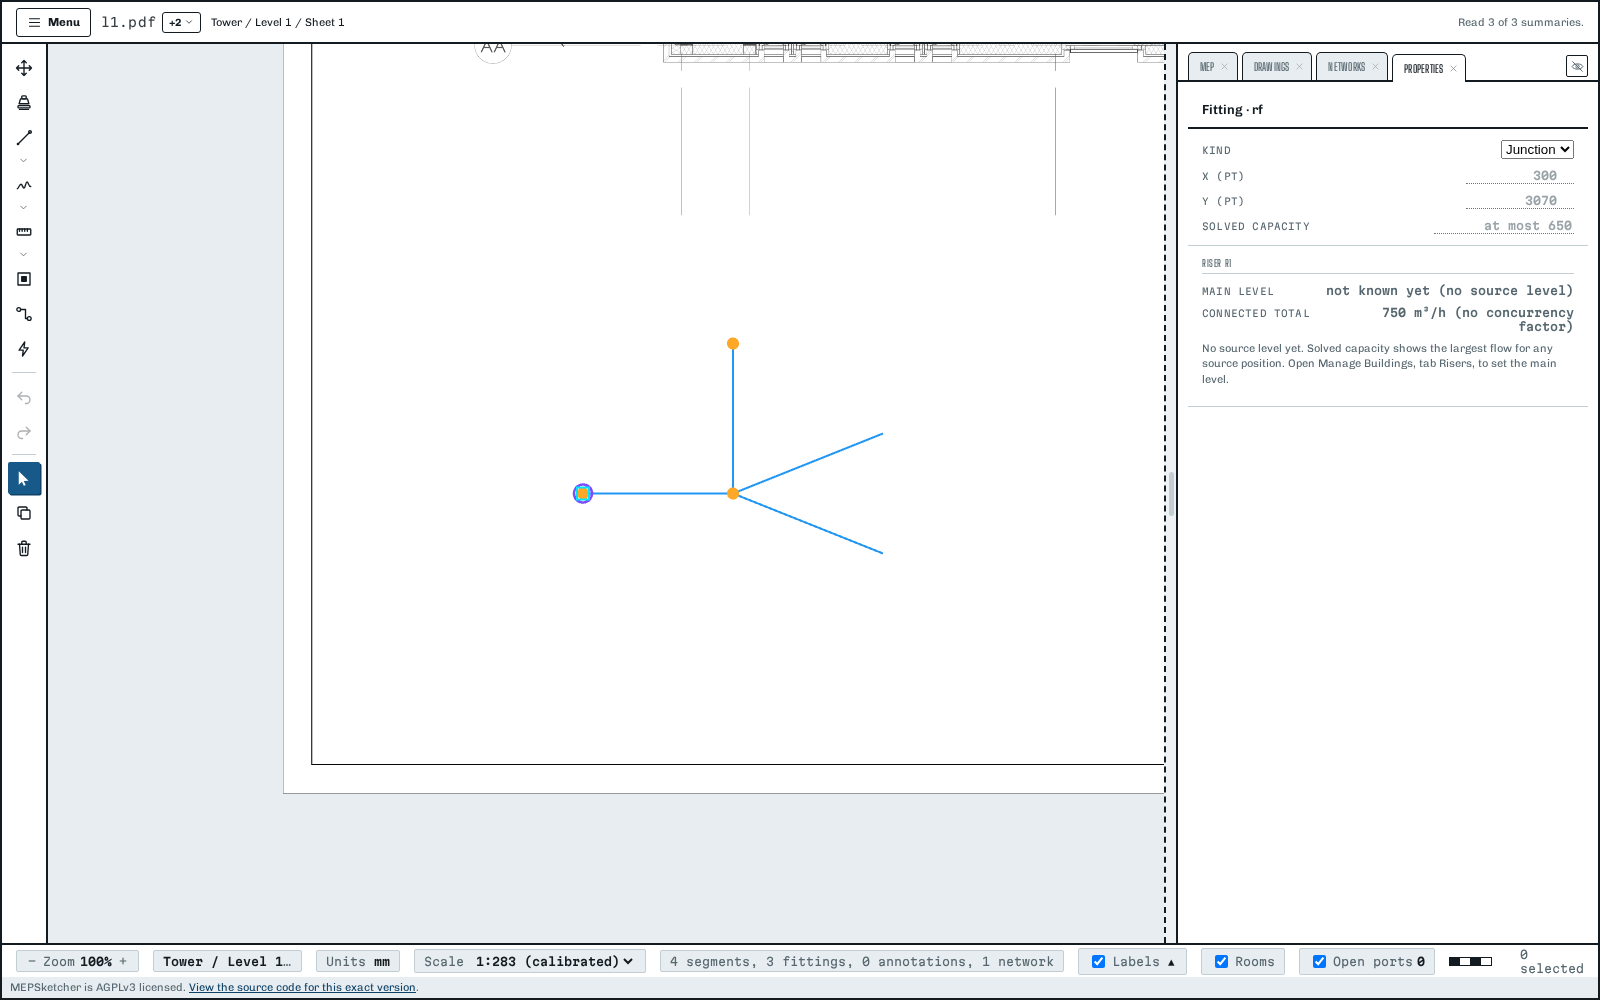 Menu l1.pdf +2 Tower / Level 1 / Sheet 1 Read 3 of 3 summaries.
AA
MEP DRAWINGS NETWORKS PROPERTIES
Fitting · rf
KIND Junction
X (PT) 300
Y (PT) 3070
SOLVED CAPACITY at most 650
RISER RI
MAIN LEVEL not known yet (no source level)
CONNECTED TOTAL 750 m³/h (no concurrency
factor)
No source level yet. Solved capacity shows the largest flow for any
source position. Open Manage Buildings, tab Risers, to set the main
level.
− Zoom 100% + Tower / Level 1… Units mm Scale 1:283 (calibrated) 4 segments, 3 fittings, 0 annotations, 1 network Labels ▲ Rooms Open ports 0 0
selected
MEPSketcher is AGPLv3 licensed. View the source code for this exact version.